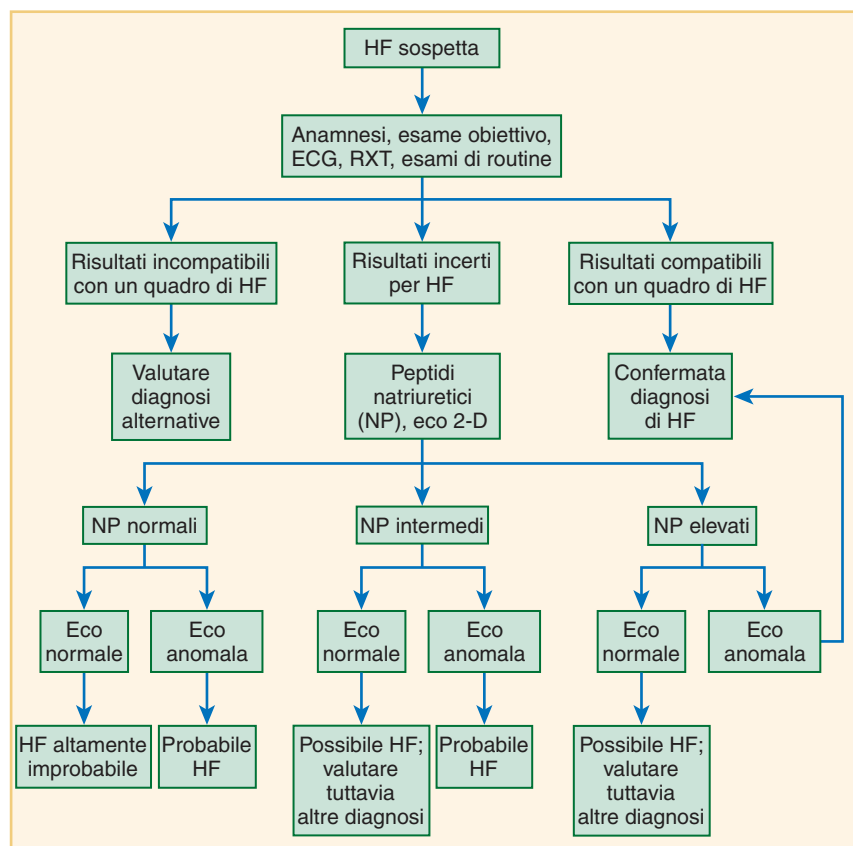 HF sospetta
Anamnesi, esame obiettivo,
ECG, RXT, esami di routine
Risultati incompatibili
con un quadro di HF
Risultati incerti
per HF
Risultati compatibili
con un quadro di HF
Valutare
diagnosi
alternative
Peptidi
natriuretici
(NP), eco 2-D
Confermata
diagnosi
di HF
NP normali
NP intermedi
NP elevati
Eco
normale
Eco
anomala
Eco
normale
Eco
anomala
Eco
normale
Eco
anomala
HF altamente
improbabile
Probabile
HF
Possibile HF;
valutare
tuttavia
altre diagnosi
Probabile
HF
Possibile HF;
valutare
tuttavia
altre diagnosi